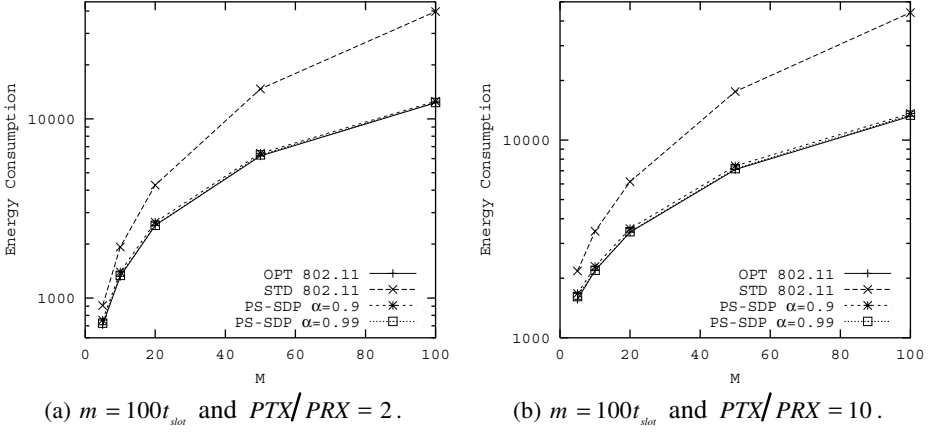 Energy Consumption
10000
1000
OPT 802.11
STD 802.11
PS-SDP α=0.9
PS-SDP α=0.99
0 20 40 60 80 100
M
(a) m = 100t_slot and PTX/PRX = 2.
Energy Consumption
10000
1000
OPT 802.11
STD 802.11
PS-SDP α=0.9
PS-SDP α=0.99
0 20 40 60 80 100
M
(b) m = 100t_slot and PTX/PRX = 10.